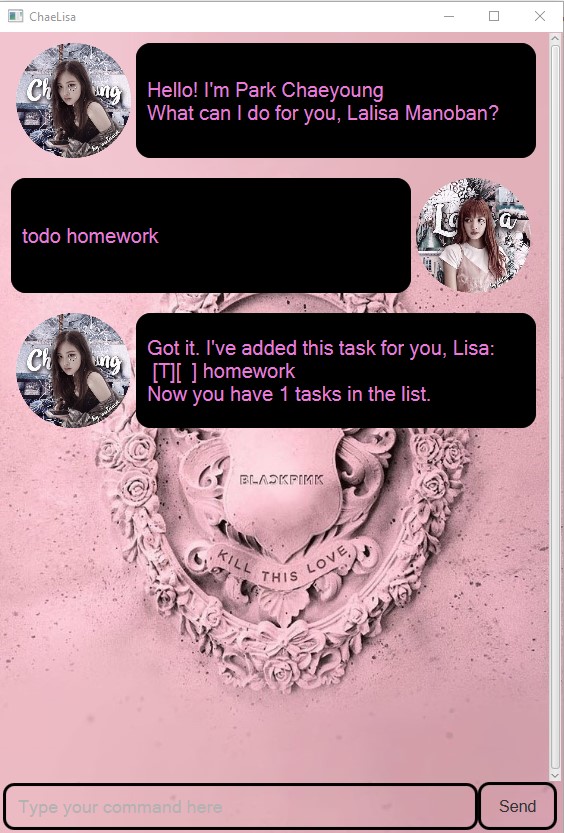 ChaeLisa
Hello! I'm Park Chaeyoung
What can I do for you, Lalisa Manoban?
todo homework
Got it. I've added this task for you, Lisa:
[T][ ] homework
Now you have 1 tasks in the list.
BLAƆKPIИK
KILL THIS LOVE
Type your command here
Send